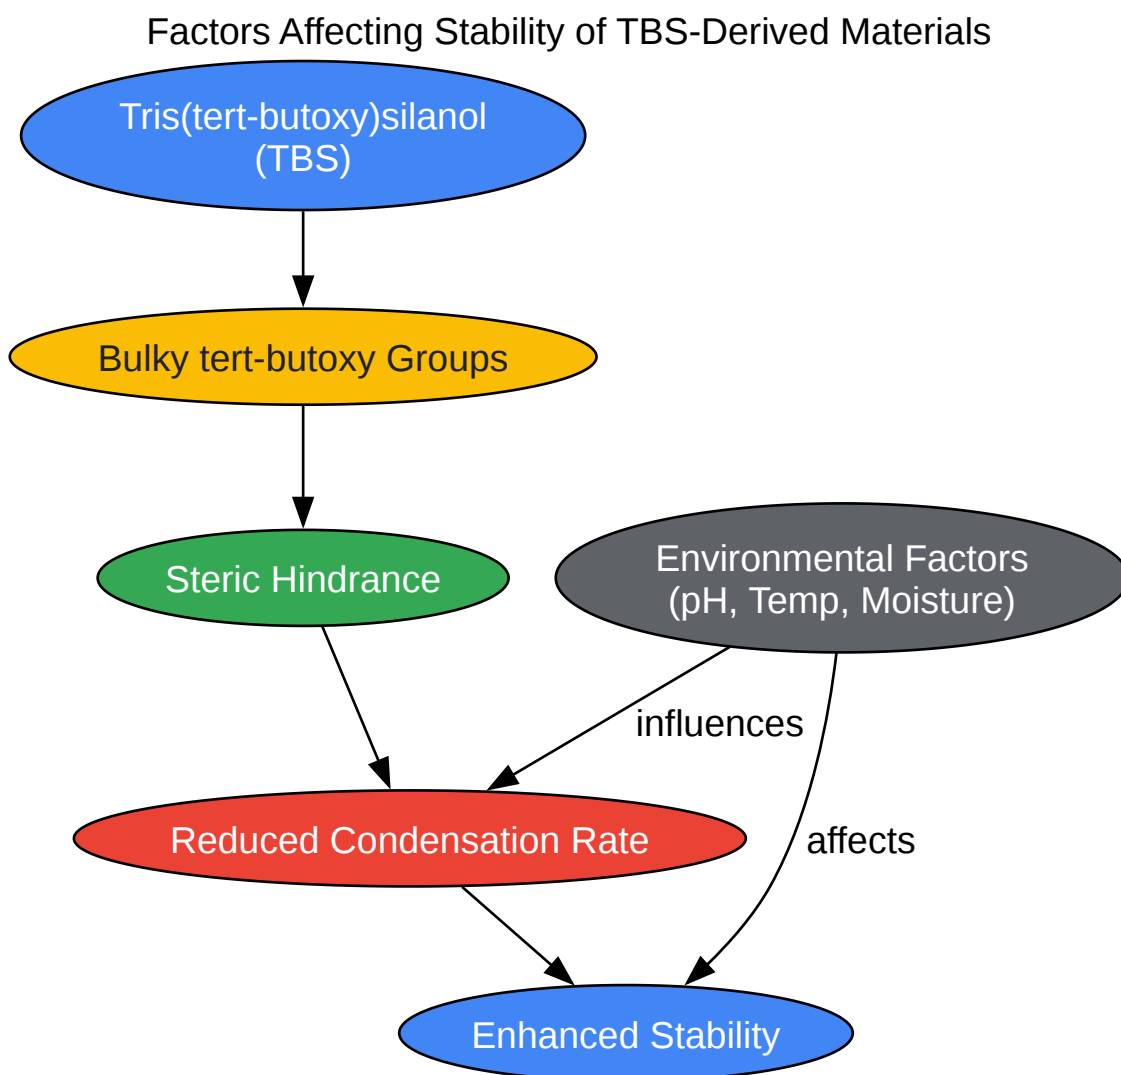 Factors Affecting Stability of TBS-Derived Materials
Tris(tert-butoxy)silanol
(TBS)
Bulky tert-butoxy Groups
Steric Hindrance
Environmental Factors
(pH, Temp, Moisture)
influences
Reduced Condensation Rate
affects
Enhanced Stability